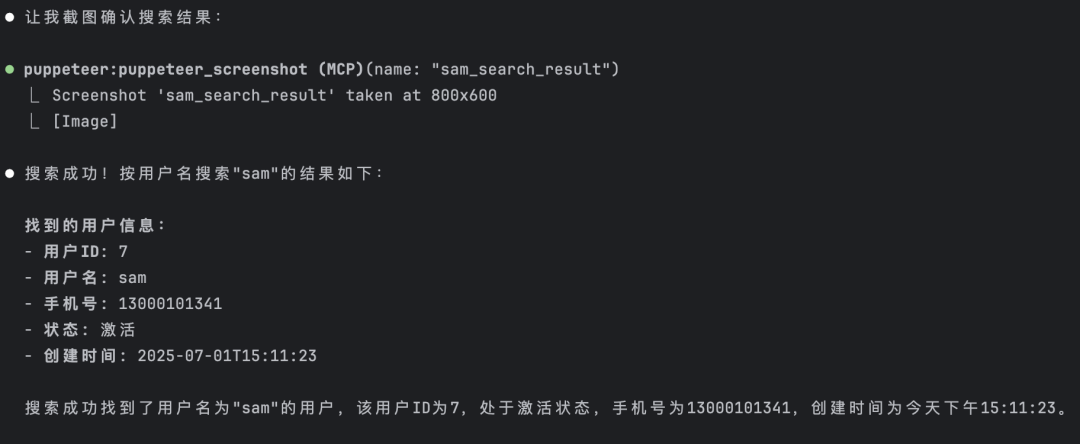 ● 让我截图确认搜索结果：
● puppeteer:puppeteer_screenshot (MCP)(name: "sam_search_result")
⎿ Screenshot 'sam_search_result' taken at 800x600
⎿ [Image]
● 搜索成功！按用户名搜索"sam"的结果如下：
找到的用户信息：
- 用户ID: 7
- 用户名: sam
- 手机号: 13000101341
- 状态: 激活
- 创建时间: 2025-07-01T15:11:23
搜索成功找到了用户名为"sam"的用户，该用户ID为7，处于激活状态，手机号为13000101341，创建时间为今天下午15:11:23。